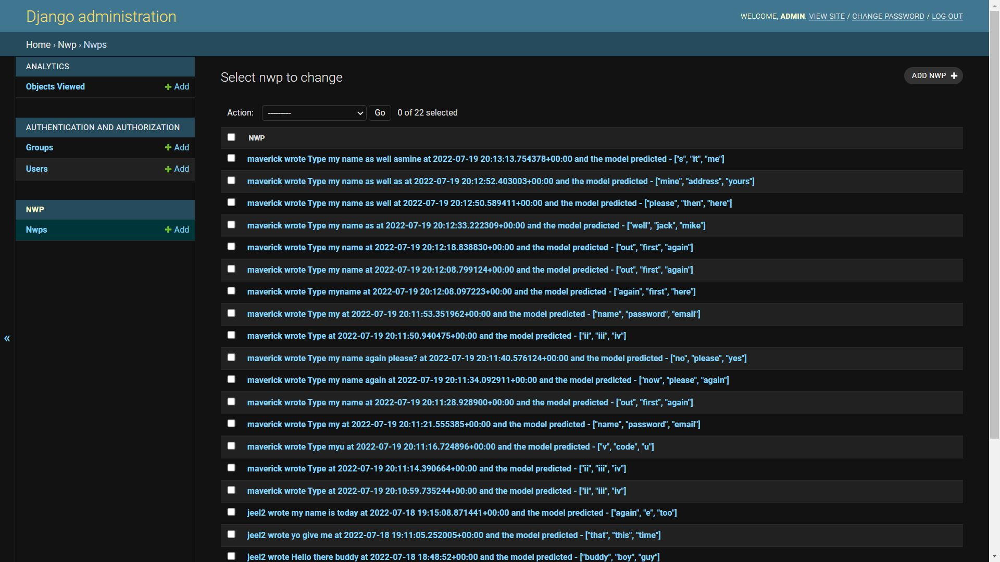 Django administration
WELCOME, ADMIN. VIEW SITE / CHANGE PASSWORD / LOG OUT
Home › Nwp › Nwps
ANALYTICS
Objects Viewed + Add
AUTHENTICATION AND AUTHORIZATION
Groups + Add
Users + Add
NWP
Nwps + Add
«
Select nwp to change
ADD NWP +
Action: --------- Go 0 of 22 selected
NWP
maverick wrote Type my name as well asmine at 2022-07-19 20:13:13.754378+00:00 and the model predicted - ["s", "it", "me"]
maverick wrote Type my name as well as at 2022-07-19 20:12:52.403003+00:00 and the model predicted - ["mine", "address", "yours"]
maverick wrote Type my name as well at 2022-07-19 20:12:50.589411+00:00 and the model predicted - ["please", "then", "here"]
maverick wrote Type my name as at 2022-07-19 20:12:33.222309+00:00 and the model predicted - ["well", "jack", "mike"]
maverick wrote Type my name at 2022-07-19 20:12:18.838830+00:00 and the model predicted - ["out", "first", "again"]
maverick wrote Type my name at 2022-07-19 20:12:08.799124+00:00 and the model predicted - ["out", "first", "again"]
maverick wrote Type myname at 2022-07-19 20:12:08.097223+00:00 and the model predicted - ["again", "first", "here"]
maverick wrote Type my at 2022-07-19 20:11:53.351962+00:00 and the model predicted - ["name", "password", "email"]
maverick wrote Type at 2022-07-19 20:11:50.940475+00:00 and the model predicted - ["ii", "iii", "iv"]
maverick wrote Type my name again please? at 2022-07-19 20:11:40.576124+00:00 and the model predicted - ["no", "please", "yes"]
maverick wrote Type my name again at 2022-07-19 20:11:34.092911+00:00 and the model predicted - ["now", "please", "again"]
maverick wrote Type my name at 2022-07-19 20:11:28.928900+00:00 and the model predicted - ["out", "first", "again"]
maverick wrote Type my at 2022-07-19 20:11:21.555385+00:00 and the model predicted - ["name", "password", "email"]
maverick wrote Type myu at 2022-07-19 20:11:16.724896+00:00 and the model predicted - ["v", "code", "u"]
maverick wrote Type at 2022-07-19 20:11:14.390664+00:00 and the model predicted - ["ii", "iii", "iv"]
maverick wrote Type at 2022-07-19 20:10:59.735244+00:00 and the model predicted - ["ii", "iii", "iv"]
jeel2 wrote my name is today at 2022-07-18 19:15:08.871441+00:00 and the model predicted - ["again", "e", "too"]
jeel2 wrote yo give me at 2022-07-18 19:11:05.252005+00:00 and the model predicted - ["that", "this", "time"]
jeel2 wrote Hello there buddy at 2022-07-18 18:48:52+00:00 and the model predicted - ["buddy", "boy", "guy"]